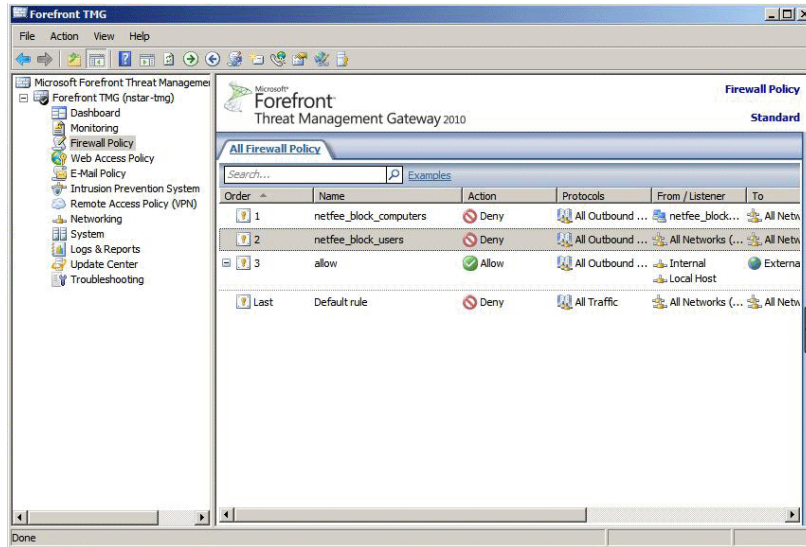 Forefront TMG
File Action View Help
Microsoft Forefront Threat Managemen
Forefront TMG (nstar-tmg)
Dashboard
Monitoring
Firewall Policy
Web Access Policy
E-Mail Policy
Intrusion Prevention System
Remote Access Policy (VPN)
Networking
System
Logs & Reports
Update Center
Troubleshooting
Microsoft
Forefront
Threat Management Gateway 2010
Firewall Policy
Standard
All Firewall Policy
Search... Examples
Order Name Action Protocols From / Listener To
1 netfee_block_computers Deny All Outbound ... netfee_block... All Netw
2 netfee_block_users Deny All Outbound ... All Networks (... All Netw
3 allow Allow All Outbound ... Internal Externa
Local Host
Last Default rule Deny All Traffic All Networks (... All Netw
Done